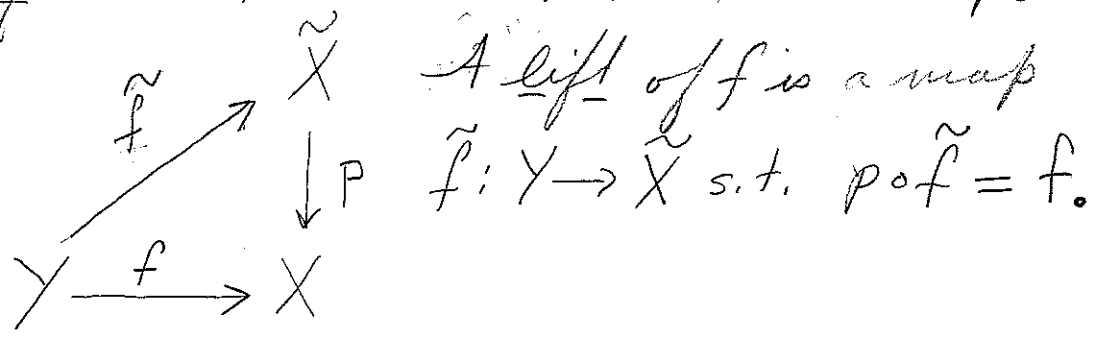 X̃ A lift of f is a map
f̃
p f̃: Y → X̃ s.t. p∘f̃ = f.
Y f X